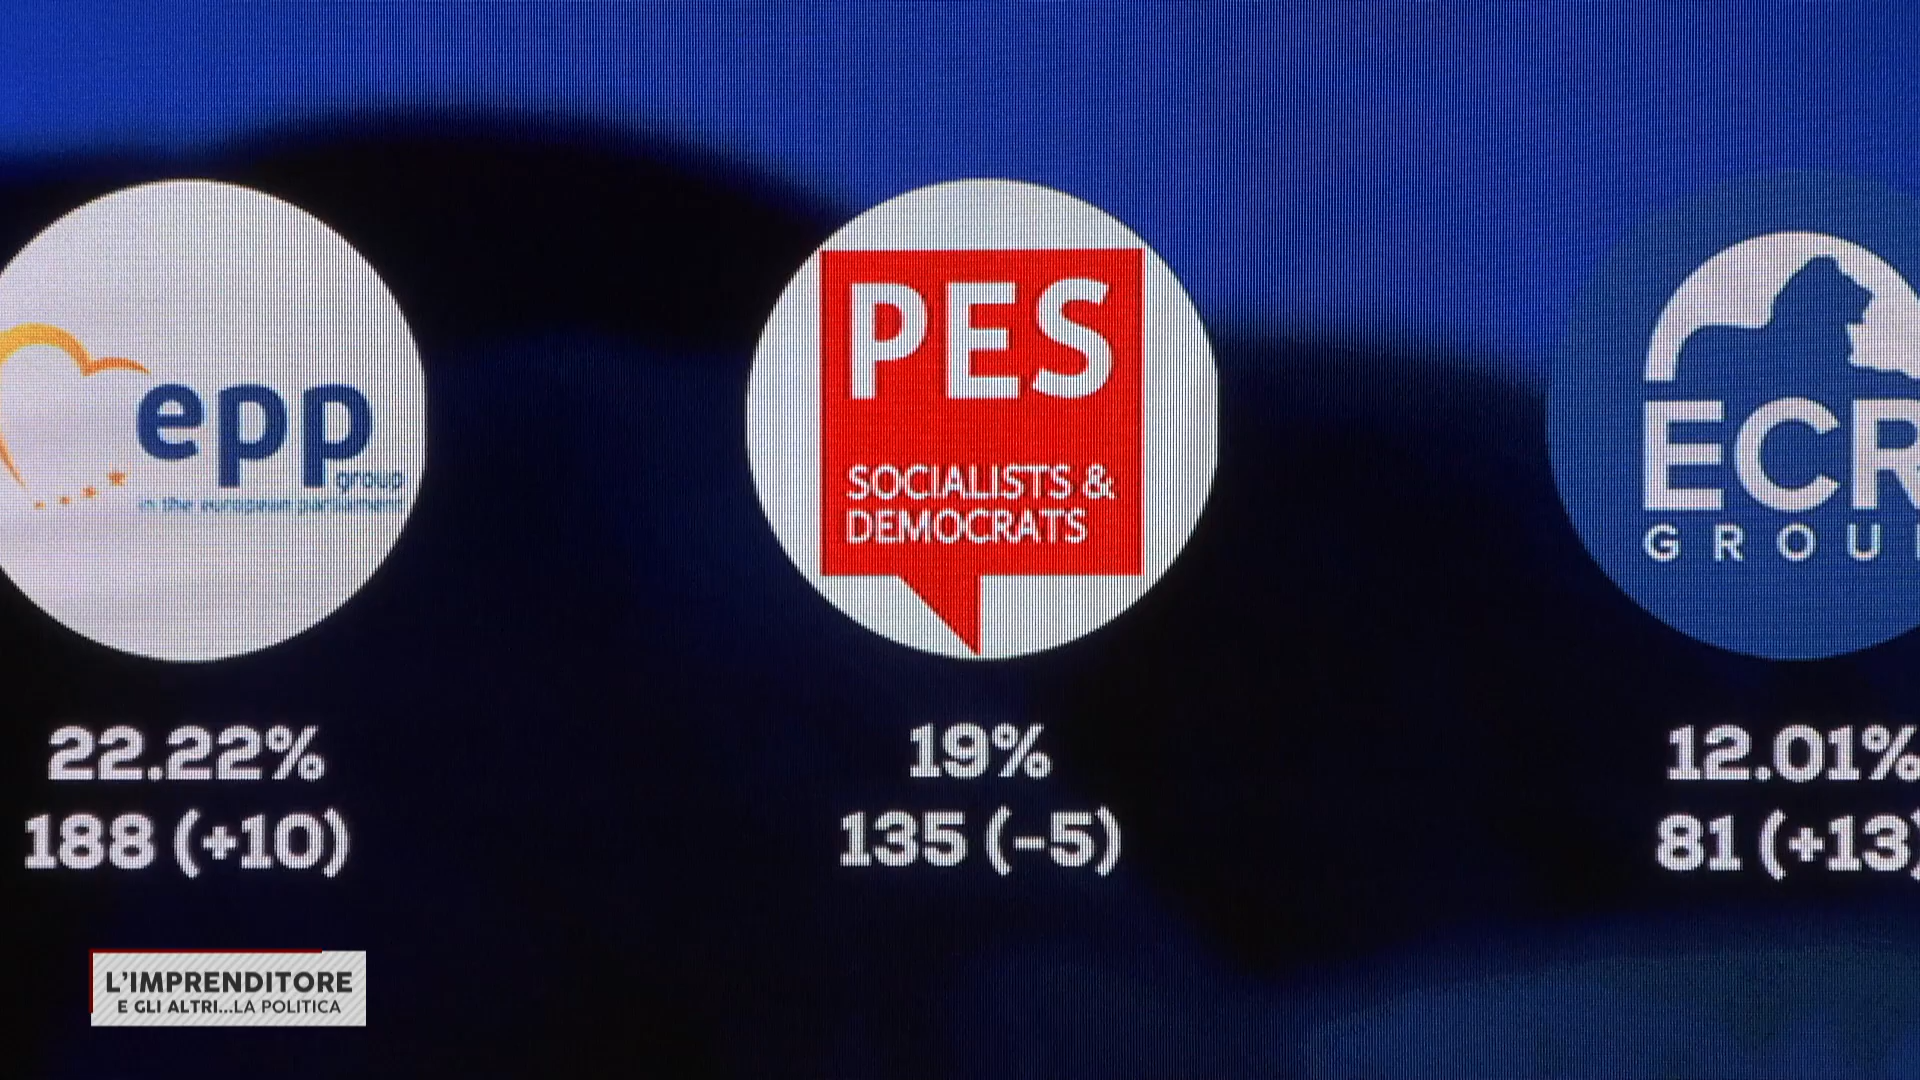 epp
group
in the european parliament
22.22%
188 (+10)
PES
SOCIALISTS &
DEMOCRATS
19%
135 (-5)
ECR
GROU
12.01%
81 (+13)
L'IMPRENDITORE
E GLI ALTRI...LA POLITICA